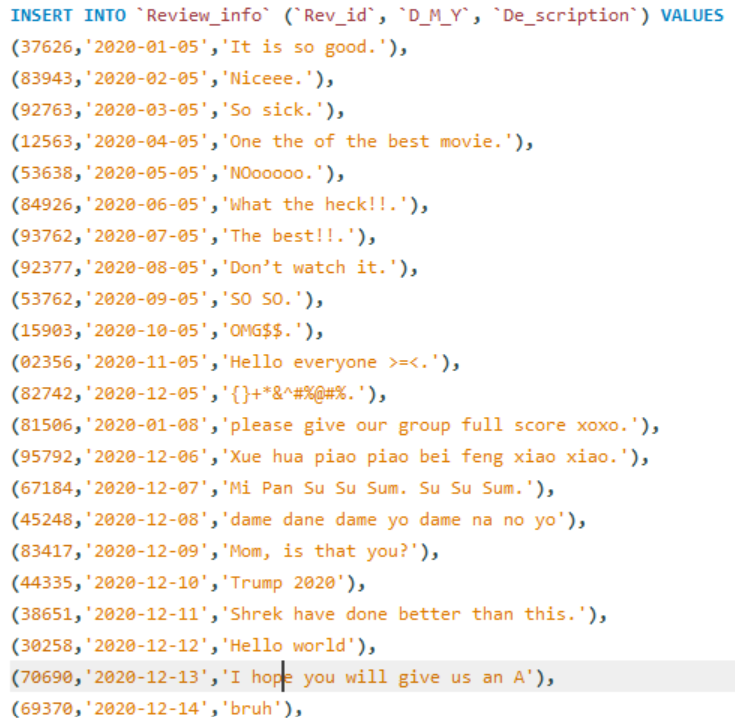 INSERT INTO `Review_info` (`Rev_id`, `D_M_Y`, `De_scription`) VALUES
(37626,'2020-01-05','It is so good.'),
(83943,'2020-02-05','Niceee.'),
(92763,'2020-03-05','So sick.'),
(12563,'2020-04-05','One the of the best movie.'),
(53638,'2020-05-05','NOooooo.'),
(84926,'2020-06-05','What the heck!!.'),
(93762,'2020-07-05','The best!!.'),
(92377,'2020-08-05','Don’t watch it.'),
(53762,'2020-09-05','SO SO.'),
(15903,'2020-10-05','OMG$$.'),
(02356,'2020-11-05','Hello everyone >=<.'),
(82742,'2020-12-05','{}+*&^#%@#%.'),
(81506,'2020-01-08','please give our group full score xoxo.'),
(95792,'2020-12-06','Xue hua piao piao bei feng xiao xiao.'),
(67184,'2020-12-07','Mi Pan Su Su Sum. Su Su Sum.'),
(45248,'2020-12-08','dame dane dame yo dame na no yo'),
(83417,'2020-12-09','Mom, is that you?'),
(44335,'2020-12-10','Trump 2020'),
(38651,'2020-12-11','Shrek have done better than this.'),
(30258,'2020-12-12','Hello world'),
(70690,'2020-12-13','I hope you will give us an A'),
(69370,'2020-12-14','bruh'),